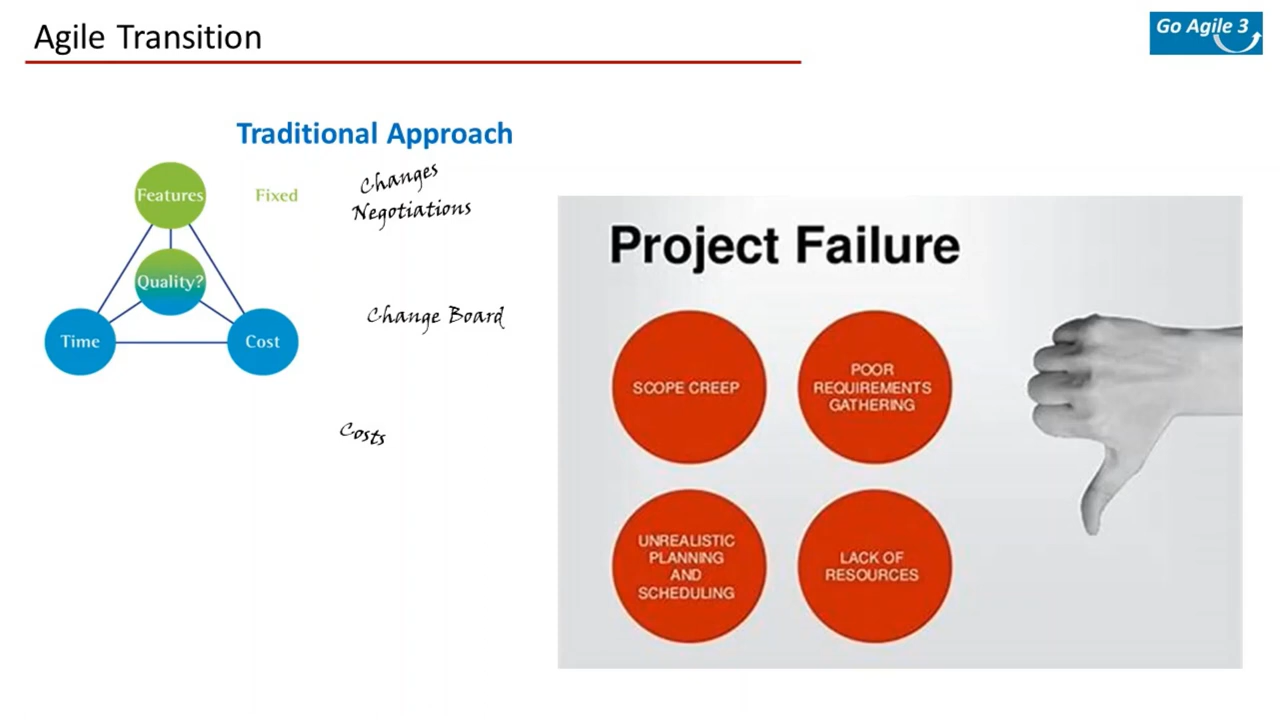 Agile Transition
Go Agile 3
Traditional Approach
Features
Fixed
Changes
Negotiations
Quality?
Time
Cost
Change Board
Costs
Project Failure
SCOPE CREEP
POOR
REQUIREMENTS
GATHERING
UNREALISTIC
PLANNING
AND
SCHEDULING
LACK OF
RESOURCES